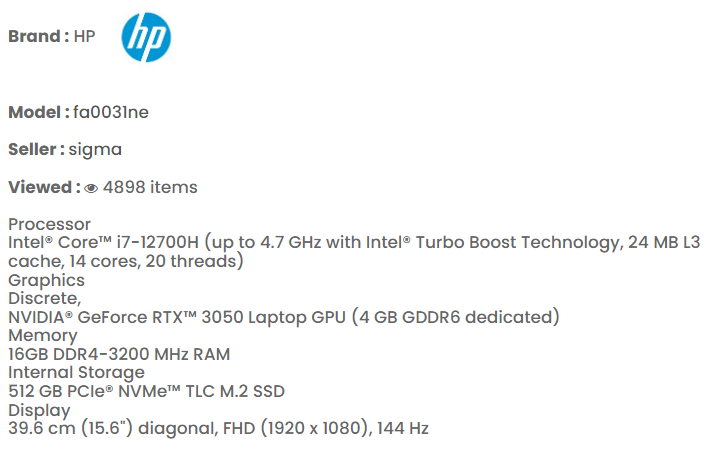 Brand : HP hp
Model : fa0031ne
Seller : sigma
Viewed : 4898 items
Processor
Intel® Core™ i7-12700H (up to 4.7 GHz with Intel® Turbo Boost Technology, 24 MB L3
cache, 14 cores, 20 threads)
Graphics
Discrete,
NVIDIA® GeForce RTX™ 3050 Laptop GPU (4 GB GDDR6 dedicated)
Memory
16GB DDR4-3200 MHz RAM
Internal Storage
512 GB PCIe® NVMe™ TLC M.2 SSD
Display
39.6 cm (15.6") diagonal, FHD (1920 x 1080), 144 Hz